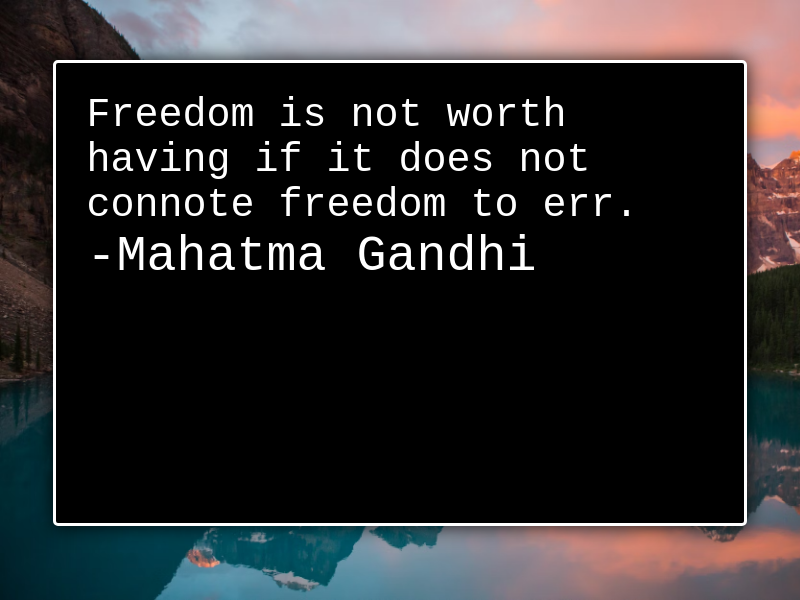 Freedom is not worth
having if it does not
connote freedom to err.
-Mahatma Gandhi